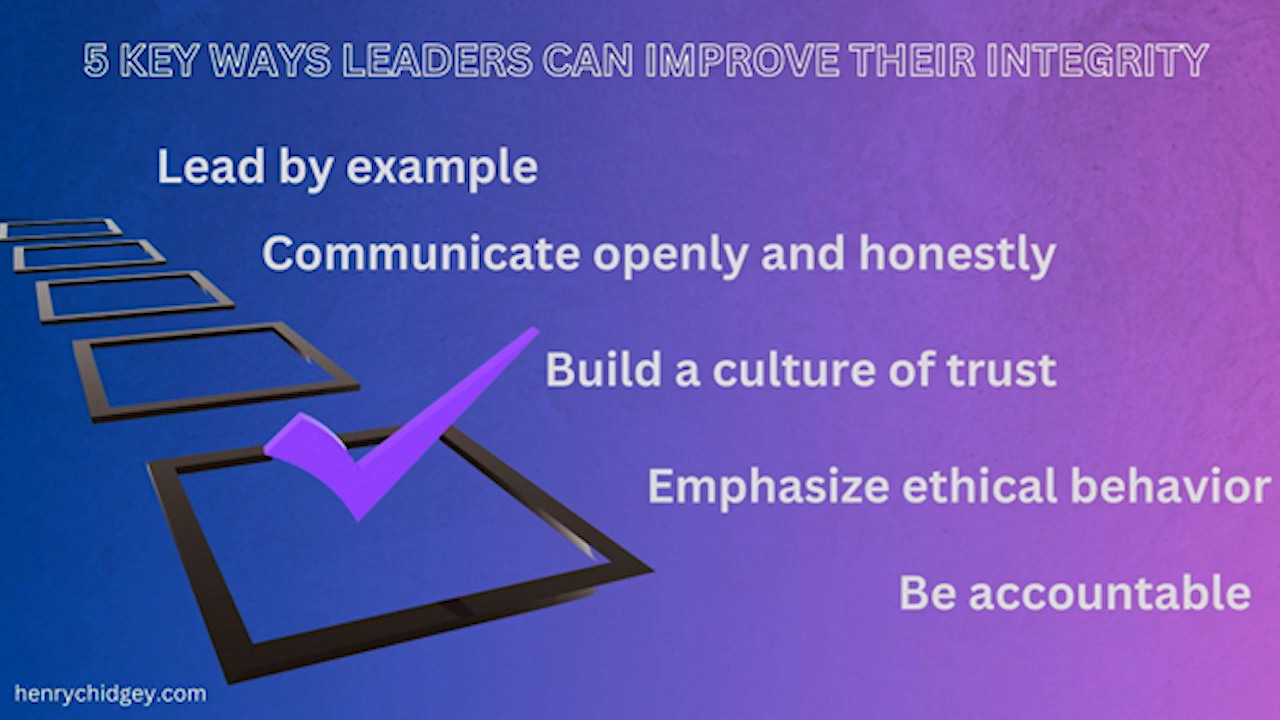 5 KEY WAYS LEADERS CAN IMPROVE THEIR INTEGRITY
Lead by example
Communicate openly and honestly
Build a culture of trust
Emphasize ethical behavior
Be accountable
henrychidgey.com